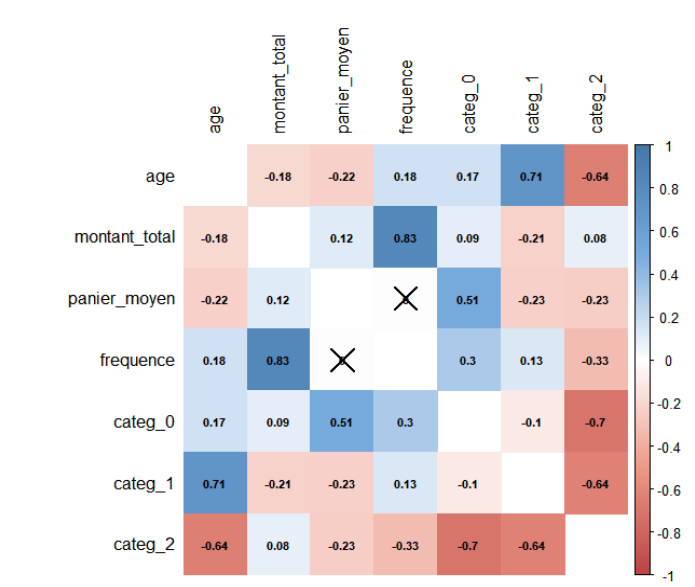 age montant_total panier_moyen frequence categ_0 categ_1 categ_2
age -0.18 -0.22 0.18 0.17 0.71 -0.64
montant_total -0.18 0.12 0.83 0.09 -0.21 0.08
panier_moyen -0.22 0.12 0.51 -0.23 -0.23
frequence 0.18 0.83 0.3 0.13 -0.33
categ_0 0.17 0.09 0.51 0.3 -0.1 -0.7
categ_1 0.71 -0.21 -0.23 0.13 -0.1 -0.64
categ_2 -0.64 0.08 -0.23 -0.33 -0.7 -0.64
1
0.8
0.6
0.4
0.2
0
-0.2
-0.4
-0.6
-0.8
-1